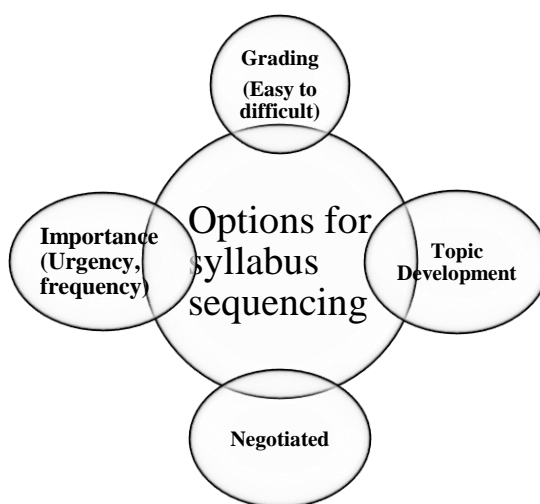 Grading
(Easy to
difficult)
Options for
syllabus
sequencing
Importance
(Urgency,
frequency)
Topic
Development
Negotiated